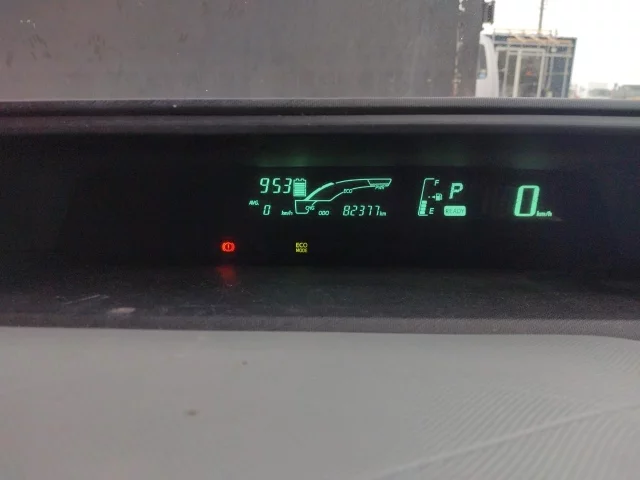 953 ECO PWR F P 0 km/h
AVG. 0 km/h CHG ODO 82377 km E READY
ECO
MODE